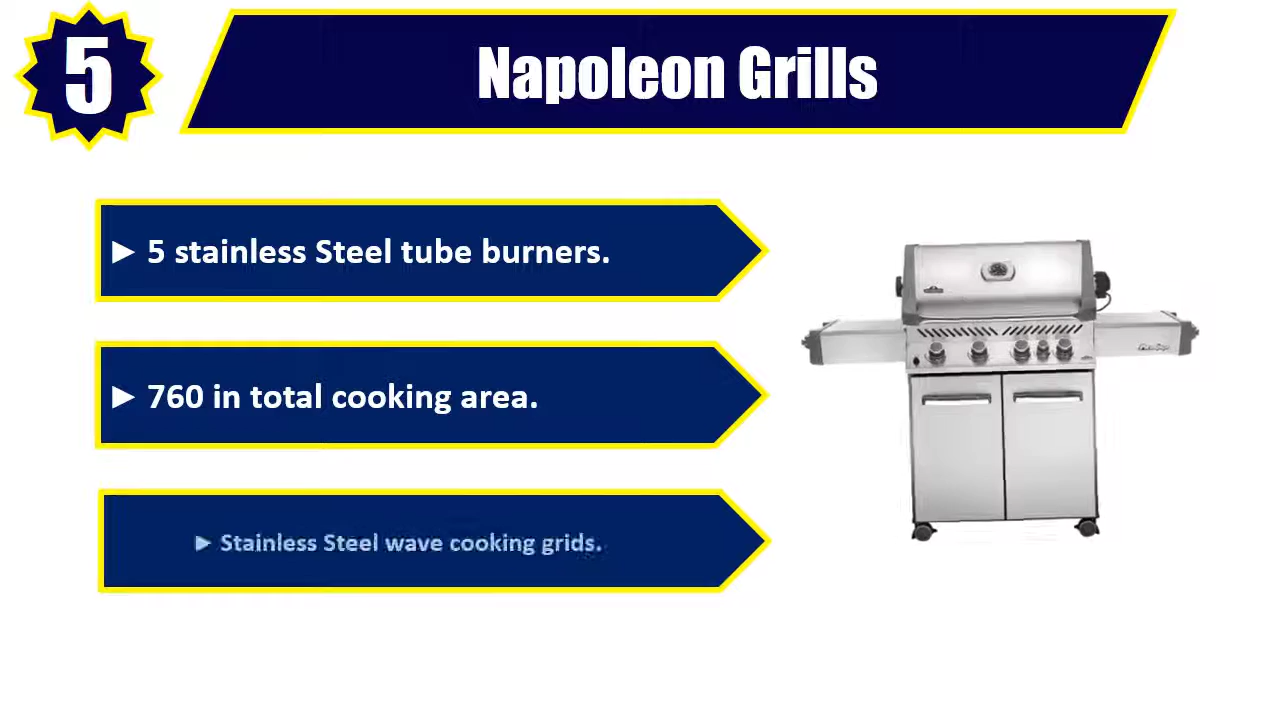 5
Napoleon Grills
► 5 stainless Steel tube burners.
► 760 in total cooking area.
► Stainless Steel wave cooking grids.